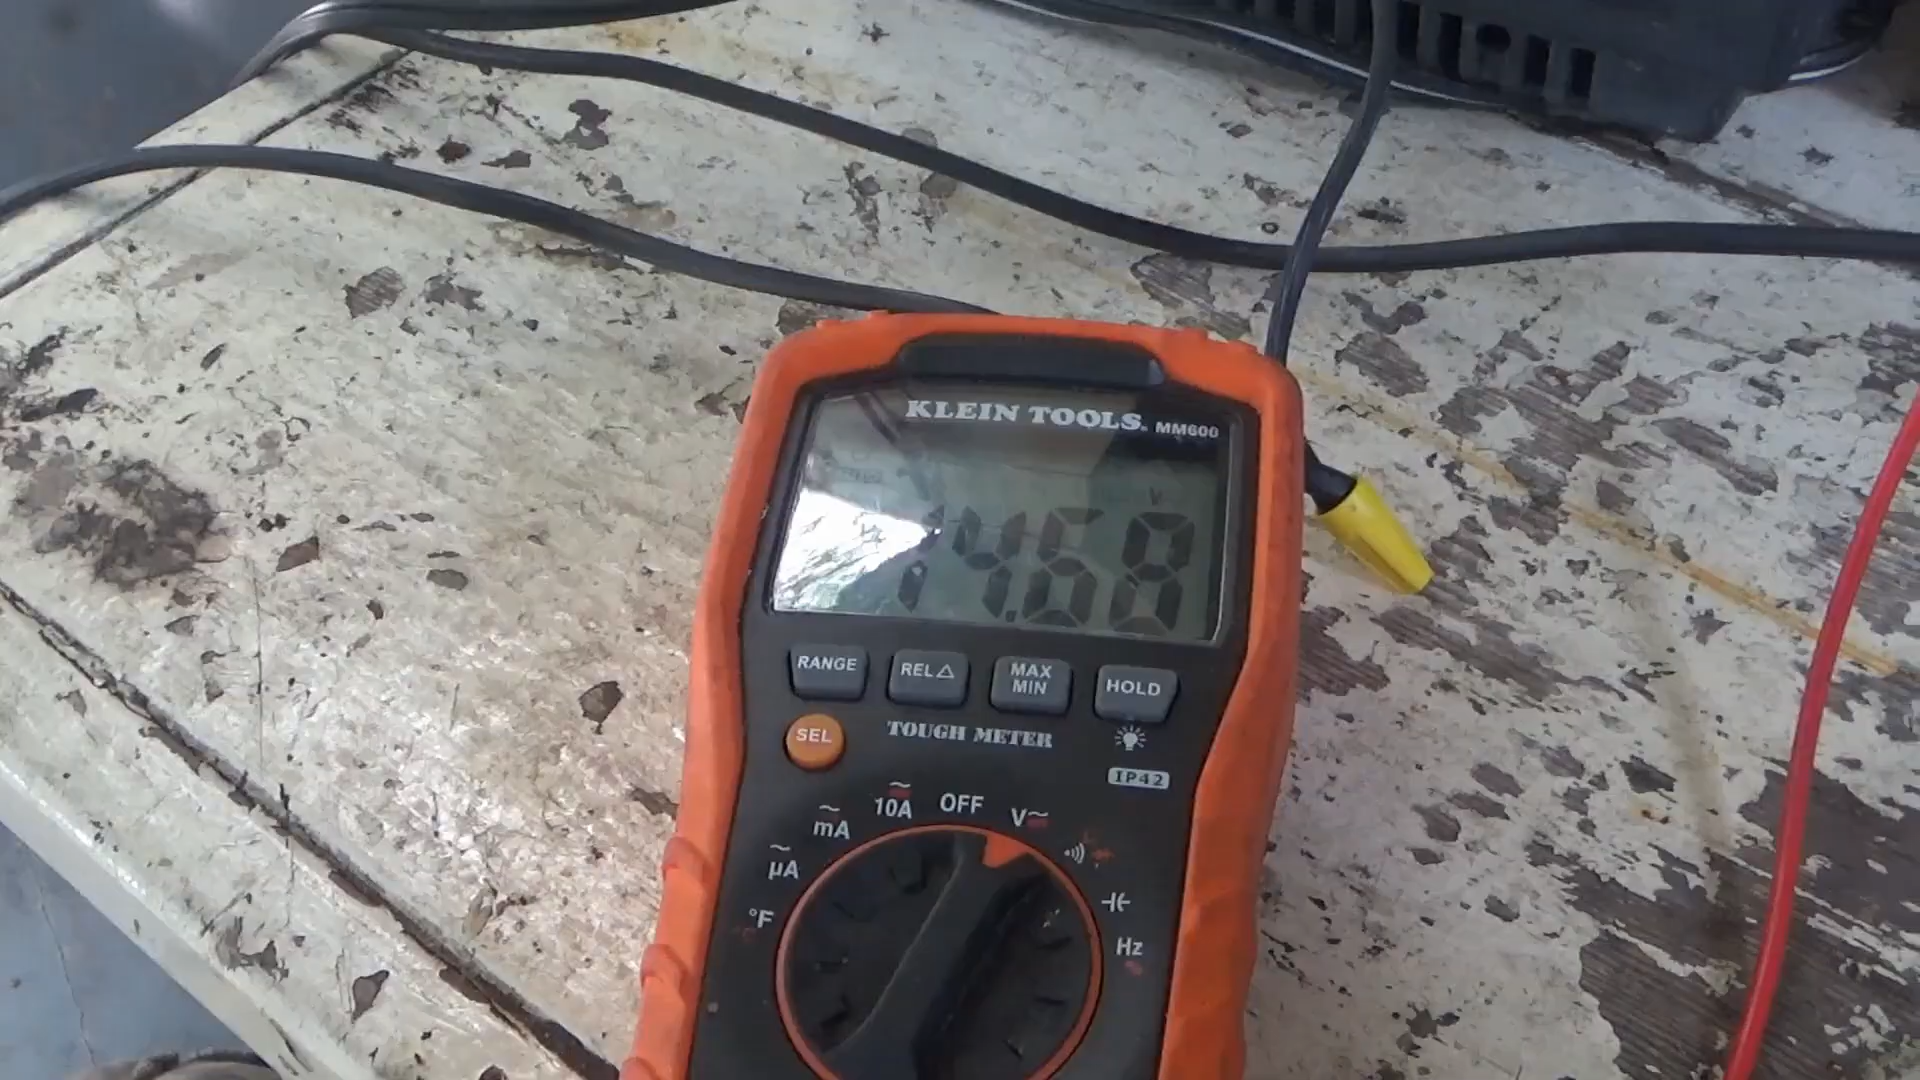 KLEIN TOOLS® MM600
V
14.68
RANGE
REL△
MAX
MIN
HOLD
SEL
TOUGH METER
IP42
µA
mA
10A
OFF
V
°F
Hz